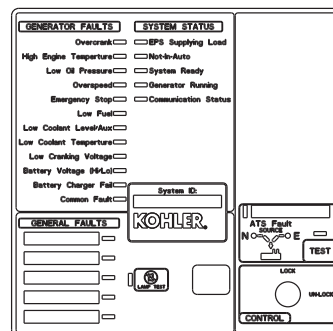 GENERATOR FAULTS
Overcrank
High Engine Temperture
Low Oil Pressure
Overspeed
Emergency Stop
Low Fuel
Low Coolant Level/Aux
Low Coolant Temperture
Low Cranking Voltage
Battery Voltage (Hi/Lo)
Battery Charger Fail
Common Fault
SYSTEM STATUS
EPS Supplying Load
Not-In-Auto
System Ready
Generator Running
Communication Status
System ID:
KOHLER.
GENERAL FAULTS
LAMP TEST
ATS Fault
SOURCE
N E
TEST
LOCK
UN-LOCK
CONTROL